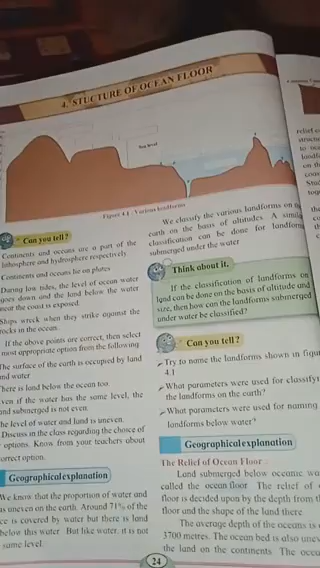 4. STUCTURE OF OCEAN FLOOR
Sea level
Figure 4.1 : Various landforms
Can you tell ?
Continents and oceans are a part of the
lithosphere and hydrosphere respectively
Continents and oceans lie on plates
During low tides, the level of ocean water
goes down and the land below the water
near the coast is exposed.
Ships wreck when they strike against the
rocks in the ocean.
If the above points are correct, then select
most appropriate option from the following
The surface of the earth is occupied by land
and water
There is land below the ocean too.
Even if the water has the same level, the
land submerged is not even.
The level of water and land is uneven.
Discuss in the class regarding the choice of
options. Know from your teachers about
correct option.
Geographical explanation
We know that the proportion of water and
is uneven on the earth. Around 71% of the
is covered by water but there is land
below this water. But like water, it is not
same level.
We classify the various landforms on
earth on the basis of altitudes. A similar
classification can be done for landforms
submerged under the water
Think about it.
If the classification of landforms on
land can be done on the basis of altitude and
size, then how can the landforms submerged
under water be classified?
Can you tell ?
Try to name the landforms shown in figu
4.1
What parameters were used for classify
the landforms on the earth?
What parameters were used for naming
landforms below water?
Geographical explanation
The Relief of Ocean Floor :
Land submerged below oceanic wa
called the ocean floor. The relief of
floor is decided upon by the depth from t
floor and the shape of the land there.
The average depth of the oceans is
3700 metres. The ocean bed is also unev
the land on the continents. The ocea
24
relief o